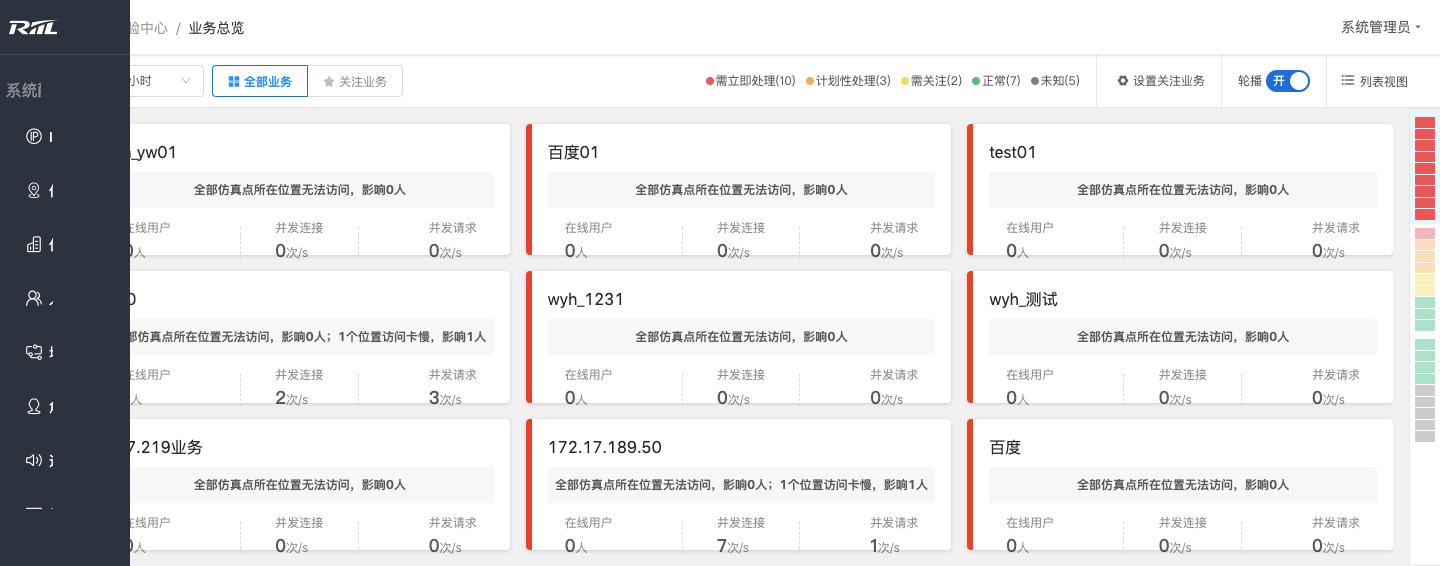 RIIL
验中心 / 业务总览
系统管理员
小时
全部业务
关注业务
需立即处理(10)
计划性处理(3)
需关注(2)
正常(7)
未知(5)
设置关注业务
轮播 开
列表视图
系统
_yw01
全部仿真点所在位置无法访问，影响0人
在线用户 并发连接 并发请求
0人 0次/s 0次/s
百度01
全部仿真点所在位置无法访问，影响0人
在线用户 并发连接 并发请求
0人 0次/s 0次/s
test01
全部仿真点所在位置无法访问，影响0人
在线用户 并发连接 并发请求
0人 0次/s 0次/s
0
部仿真点所在位置无法访问，影响0人；1个位置访问卡慢，影响1人
在线用户 并发连接 并发请求
人 2次/s 3次/s
wyh_1231
全部仿真点所在位置无法访问，影响0人
在线用户 并发连接 并发请求
0人 0次/s 0次/s
wyh_测试
全部仿真点所在位置无法访问，影响0人
在线用户 并发连接 并发请求
0人 0次/s 0次/s
7.219业务
全部仿真点所在位置无法访问，影响0人
在线用户 并发连接 并发请求
0人 0次/s 0次/s
172.17.189.50
全部仿真点所在位置无法访问，影响0人；1个位置访问卡慢，影响1人
在线用户 并发连接 并发请求
0人 7次/s 1次/s
百度
全部仿真点所在位置无法访问，影响0人
在线用户 并发连接 并发请求
0人 0次/s 0次/s